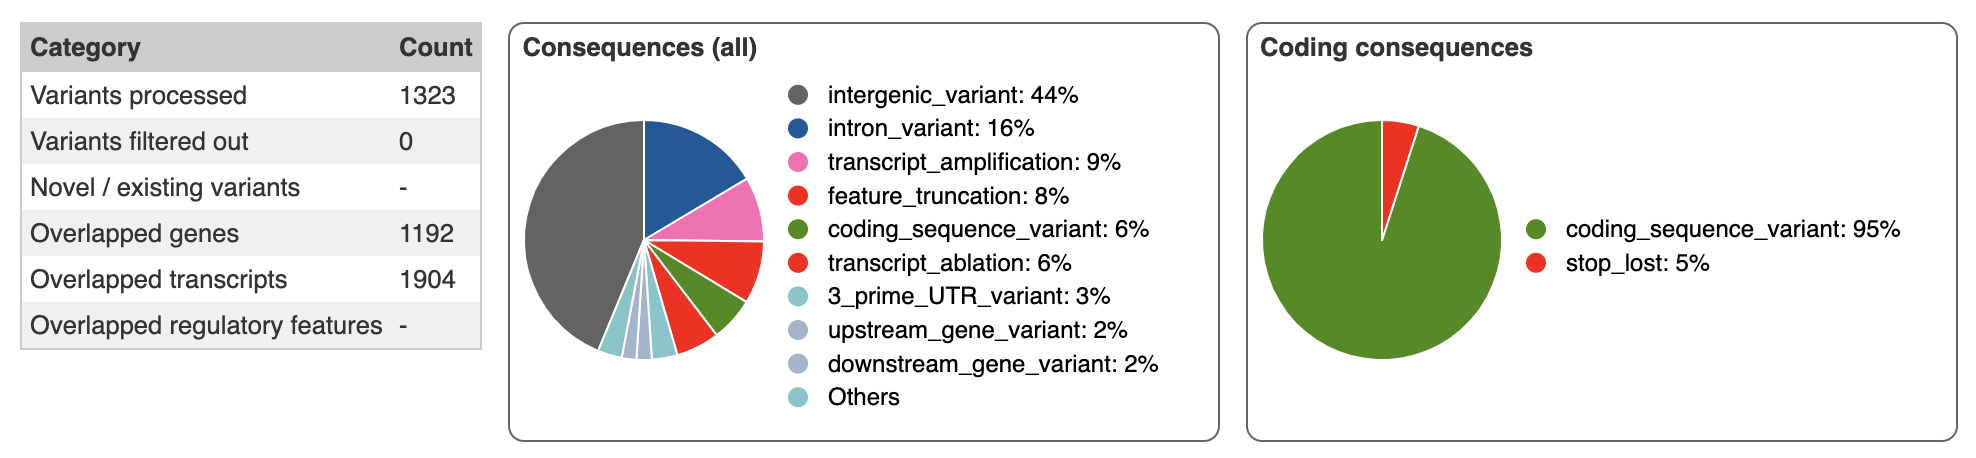 Category Count
Variants processed 1323
Variants filtered out 0
Novel / existing variants -
Overlapped genes 1192
Overlapped transcripts 1904
Overlapped regulatory features -
Consequences (all)
intergenic_variant: 44%
intron_variant: 16%
transcript_amplification: 9%
feature_truncation: 8%
coding_sequence_variant: 6%
transcript_ablation: 6%
3_prime_UTR_variant: 3%
upstream_gene_variant: 2%
downstream_gene_variant: 2%
Others
Coding consequences
coding_sequence_variant: 95%
stop_lost: 5%